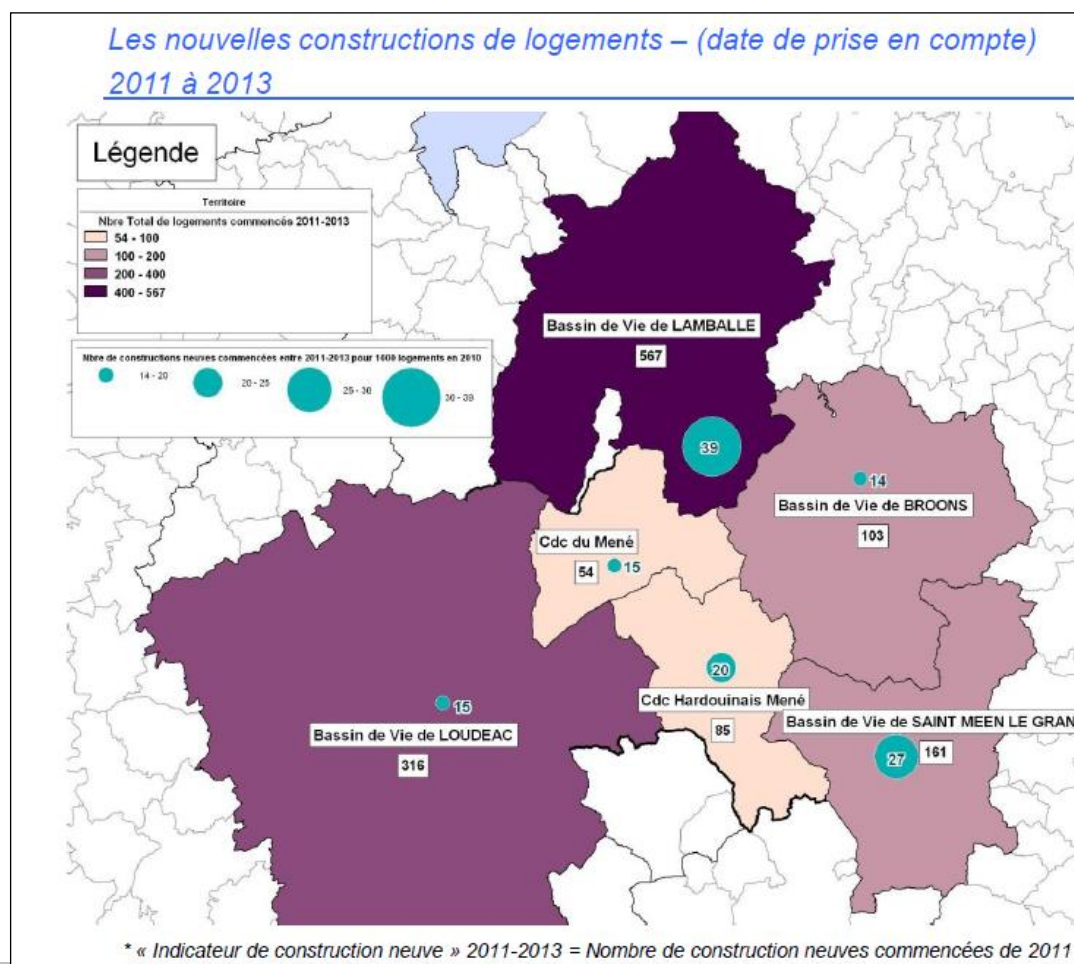 Les nouvelles constructions de logements – (date de prise en compte)
2011 à 2013
Légende
Territoire
Nbre Total de logements commencés 2011-2013
54 - 100
100 - 200
200 - 400
400 - 567
Nbre de constructions neuves commencées entre 2011-2013 pour 1000 logements en 2010
14 - 20
20 - 25
25 - 30
30 - 39
Bassin de Vie de LAMBALLE
567
39
14
Bassin de Vie de BROONS
103
Cdc du Mené
54
15
20
Cdc Hardouinais Mené
85
15
Bassin de Vie de LOUDEAC
316
Bassin de Vie de SAINT MEEN LE GRAN
161
27
* « Indicateur de construction neuve » 2011-2013 = Nombre de construction neuves commencées de 2011